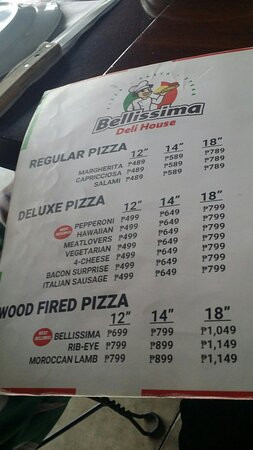 Bellissima
Deli House
REGULAR PIZZA 12" 14" 18"
MARGHERITA ₱489 ₱589 ₱789
CAPRICCIOSA ₱489 ₱589 ₱789
SALAMI ₱489 ₱589 ₱789
DELUXE PIZZA 12" 14" 18"
PEPPERONI ₱499 ₱649 ₱799
HAWAIIAN ₱499 ₱649 ₱799
MEATLOVERS ₱499 ₱649 ₱799
VEGETARIAN ₱499 ₱649 ₱799
4-CHEESE ₱499 ₱649 ₱799
BACON SURPRISE ₱499 ₱649 ₱799
ITALIAN SAUSAGE ₱499 ₱649 ₱799
WOOD FIRED PIZZA
12" 14" 18"
BELLISSIMA ₱699 ₱799 ₱1,049
RIB-EYE ₱799 ₱899 ₱1,149
MOROCCAN LAMB ₱799 ₱899 ₱1,149